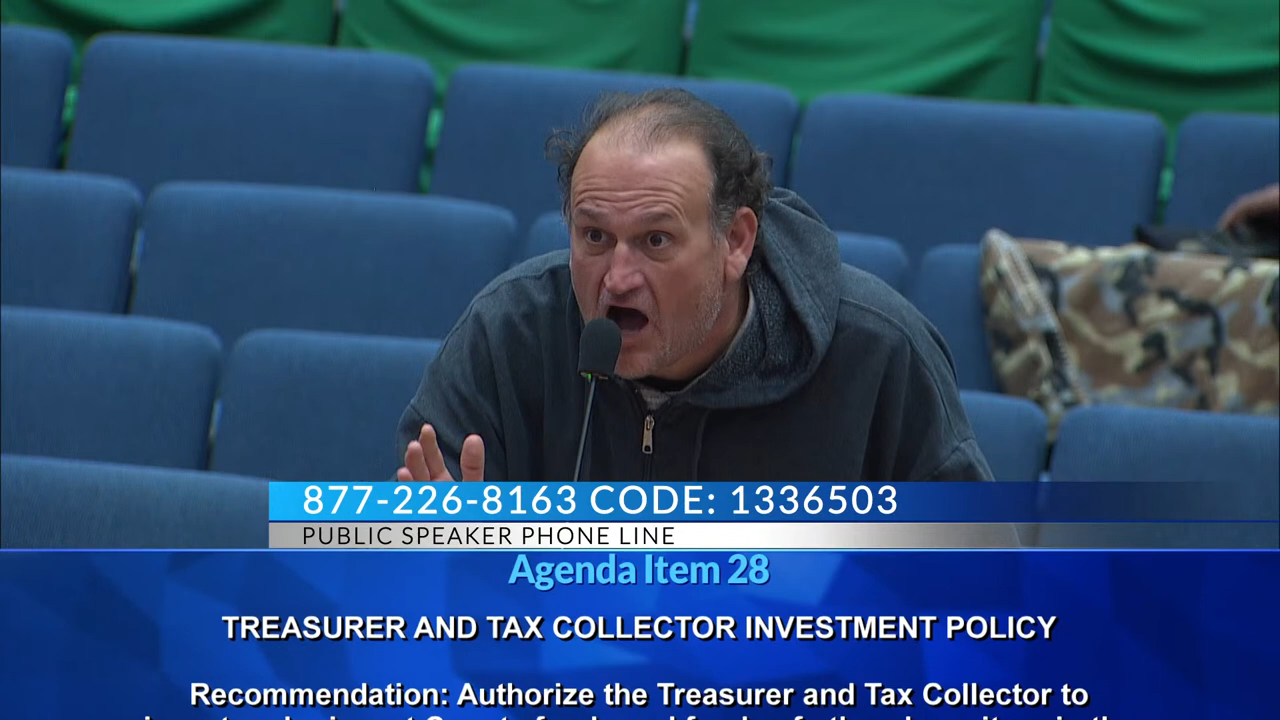 877-226-8163 CODE: 1336503
PUBLIC SPEAKER PHONE LINE
Agenda Item 28
TREASURER AND TAX COLLECTOR INVESTMENT POLICY
Recommendation: Authorize the Treasurer and Tax Collector to